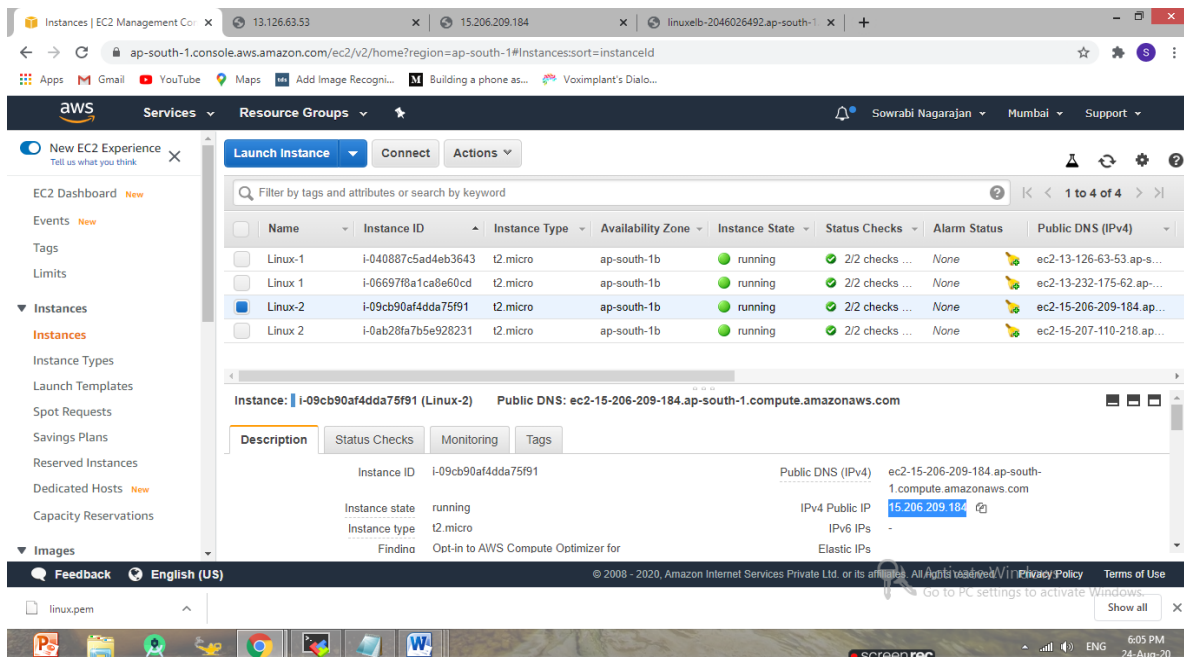 Instances | EC2 Management Con
13.126.63.53
15.206.209.184
linuxelb-2046026492.ap-south-1.
ap-south-1.console.aws.amazon.com/ec2/v2/home?region=ap-south-1#Instances:sort=instanceId
S
Apps Gmail YouTube Maps Add Image Recogni... Building a phone as... Voximplant's Dialo...
aws Services Resource Groups Sowrabi Nagarajan Mumbai Support
New EC2 Experience
Tell us what you think
EC2 Dashboard New
Events New
Tags
Limits
Instances
Instances
Instance Types
Launch Templates
Spot Requests
Savings Plans
Reserved Instances
Dedicated Hosts New
Capacity Reservations
Images
Launch Instance Connect Actions
Filter by tags and attributes or search by keyword 1 to 4 of 4
Name Instance ID Instance Type Availability Zone Instance State Status Checks Alarm Status Public DNS (IPv4)
Linux-1 i-040887c5ad4eb3643 t2.micro ap-south-1b running 2/2 checks ... None ec2-13-126-63-53.ap-s...
Linux 1 i-06697f8a1ca8e60cd t2.micro ap-south-1b running 2/2 checks ... None ec2-13-232-175-62.ap-...
Linux-2 i-09cb90af4dda75f91 t2.micro ap-south-1b running 2/2 checks ... None ec2-15-206-209-184.ap...
Linux 2 i-0ab28fa7b5e928231 t2.micro ap-south-1b running 2/2 checks ... None ec2-15-207-110-218.ap...
Instance: i-09cb90af4dda75f91 (Linux-2) Public DNS: ec2-15-206-209-184.ap-south-1.compute.amazonaws.com
Description Status Checks Monitoring Tags
Instance ID i-09cb90af4dda75f91
Instance state running
Instance type t2.micro
Finding Opt-in to AWS Compute Optimizer for
Public DNS (IPv4) ec2-15-206-209-184.ap-south-
1.compute.amazonaws.com
IPv4 Public IP 15.206.209.184
IPv6 IPs -
Elastic IPs
Feedback English (US) © 2008 - 2020, Amazon Internet Services Private Ltd. or its affiliates. All rights reserved. Privacy Policy Terms of Use
Activate Windows
Go to PC settings to activate Windows.
linux.pem Show all
screenrec
ENG
6:05 PM
24-Aug-20